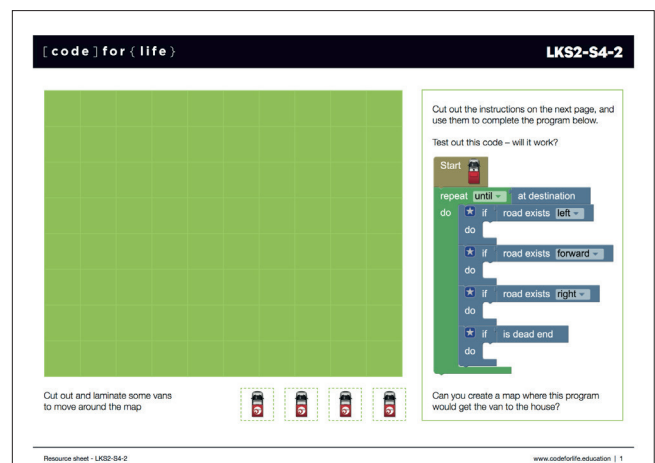 [code]for{life}
LKS2-S4-2
Cut out the instructions on the next page, and
use them to complete the program below.
Test out this code – will it work?
Start
repeat until at destination
do if road exists left
do
if road exists forward
do
if road exists right
do
if is dead end
do
Cut out and laminate some vans
to move around the map
Can you create a map where this program
would get the van to the house?
Resource sheet - LKS2-S4-2
www.codeforlife.education | 1